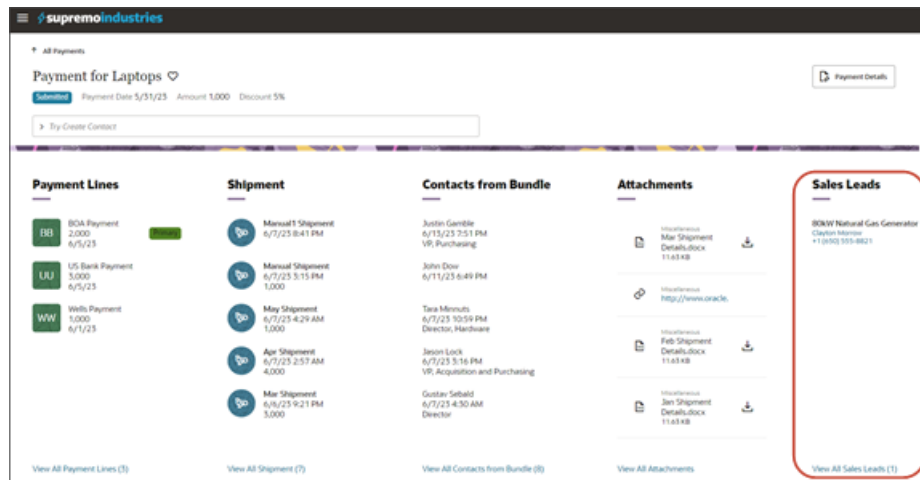 supremoindustries
All Payments
Payment for Laptops
Submitted Payment Date 5/31/23 Amount 1,000 Discount 5%
Payment Details
Try Create Contact
Payment Lines
BB
BOA Payment
2,000
6/5/23
Primary
UU
US Bank Payment
3,000
6/5/23
WW
Wells Payment
1,000
6/1/23
View All Payment Lines (3)
Shipment
Manual1 Shipment
6/7/23 8:41 PM
Manual Shipment
6/7/23 3:15 PM
1,000
May Shipment
6/7/23 4:29 AM
1,000
Apr Shipment
6/7/23 2:57 AM
4,000
Mar Shipment
6/6/23 9:21 PM
3,000
View All Shipment (7)
Contacts from Bundle
Justin Gamble
6/13/23 7:51 PM
VP, Purchasing
John Dow
6/11/23 6:49 PM
Tara Minnuts
6/7/23 10:59 PM
Director, Hardware
Jason Lock
6/7/23 3:16 PM
VP, Acquisition and Purchasing
Gustav Sebald
6/7/23 4:30 AM
Director
View All Contacts from Bundle (8)
Attachments
Miscellaneous
Mar Shipment
Details.docx
11.63 KB
Miscellaneous
http://www.oracle.
Miscellaneous
Feb Shipment
Details.docx
11.63 KB
Miscellaneous
Jan Shipment
Details.docx
11.63 KB
View All Attachments
Sales Leads
80kW Natural Gas Generator
Clayton Morrow
+1 (650) 555-8821
View All Sales Leads (1)